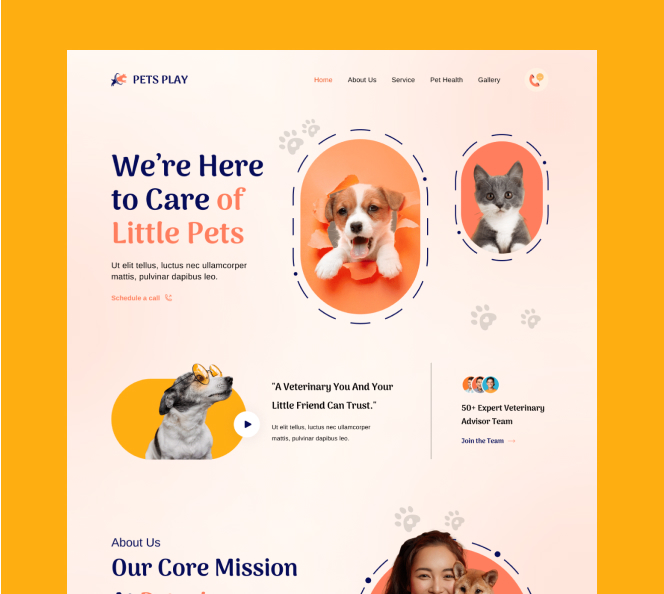 PETS PLAY
Home About Us Service Pet Health Gallery
We're Here
to Care of
Little Pets
Ut elit tellus, luctus nec ullamcorper
mattis, pulvinar dapibus leo.
Schedule a call
"A Veterinary You And Your
Little Friend Can Trust."
Ut elit tellus, luctus nec ullamcorper
mattis, pulvinar dapibus leo.
50+ Expert Veterinary
Advisor Team
Join the Team
About Us
Our Core Mission